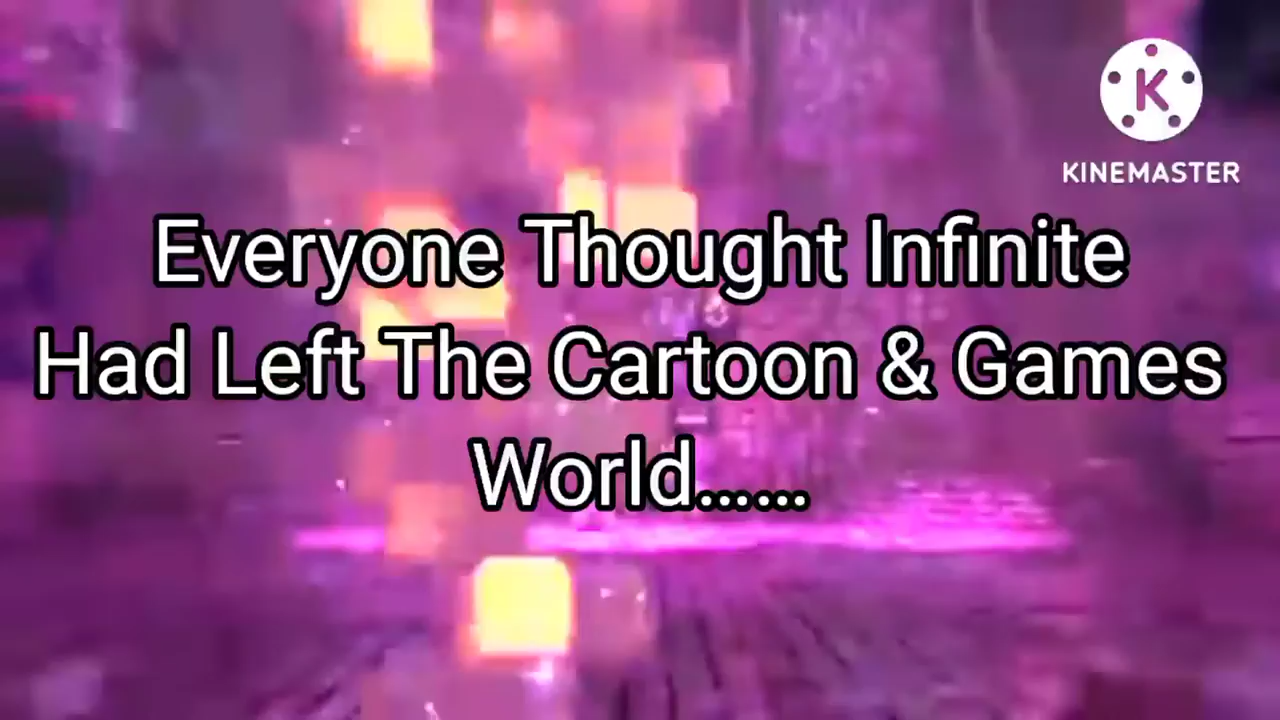 KINEMASTER
Everyone Thought Infinite
Had Left The Cartoon & Games
World......